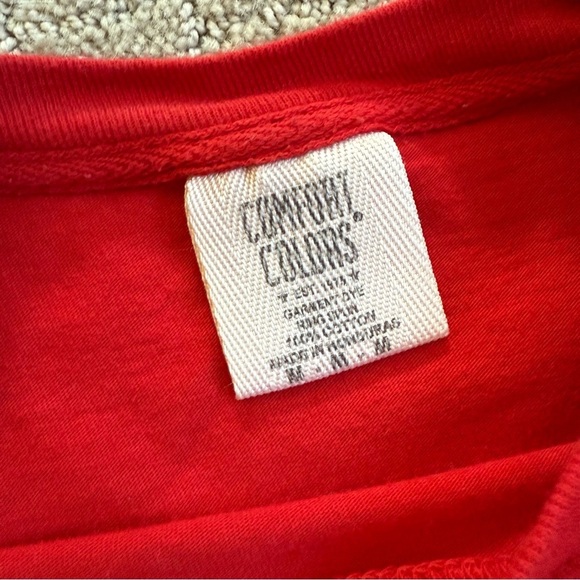 COMFORT
COLORS®
★ EST. 1975 ★
GARMENT DYE
RING SPUN
100% COTTON
MADE IN HONDURAS
M - M - M